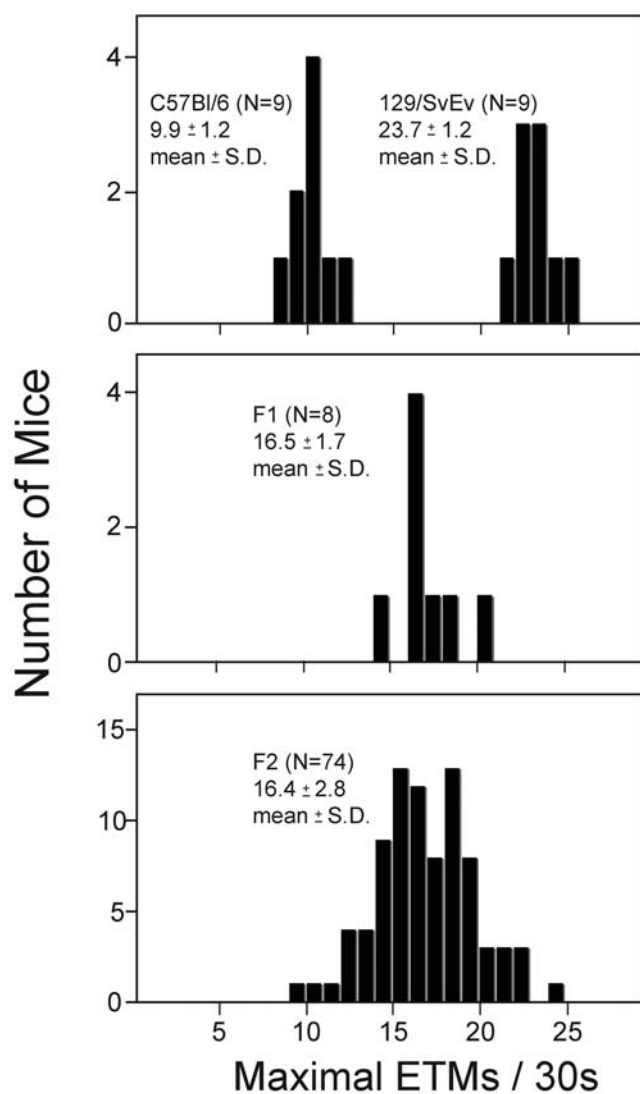 4
C57Bl/6 (N=9)
9.9 ± 1.2
mean ± S.D.
129/SvEv (N=9)
23.7 ± 1.2
mean ± S.D.
2
0
4
F1 (N=8)
16.5 ± 1.7
mean ± S.D.
2
0
Number of Mice
15
F2 (N=74)
16.4 ± 2.8
mean ± S.D.
10
5
0
5 10 15 20 25
Maximal ETMs / 30s